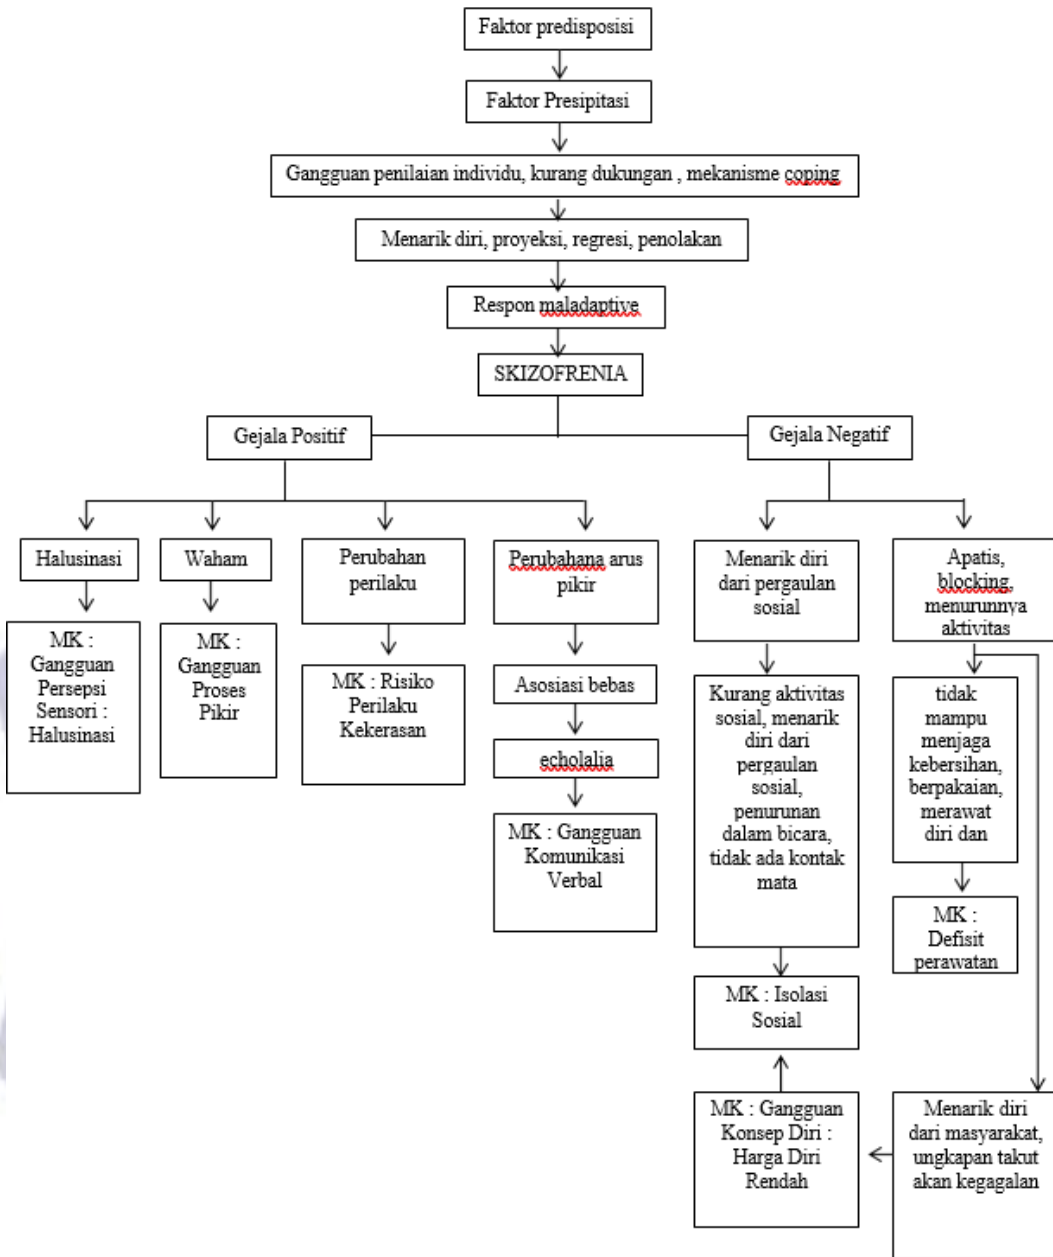 Faktor predisposisi
Faktor Presipitasi
Gangguan penilaian individu, kurang dukungan , mekanisme coping
Menarik diri, proyeksi, regresi, penolakan
Respon maladaptive
SKIZOFRENIA
Gejala Positif
Gejala Negatif
Halusinasi
Waham
Perubahan
perilaku
Perubahana arus
pikir
Menarik diri
dari pergaulan
sosial
Apatis,
blocking,
menurunnya
aktivitas
MK :
Gangguan
Persepsi
Sensori :
Halusinasi
MK :
Gangguan
Proses
Pikir
MK : Risiko
Perilaku
Kekerasan
Asosiasi bebas
echolalia
MK : Gangguan
Komunikasi
Verbal
Kurang aktivitas
sosial, menarik
diri dari
pergaulan
sosial,
penurunan
dalam bicara,
tidak ada kontak
mata
tidak
mampu
menjaga
kebersihan,
berpakaian,
merawat
diri dan
MK :
Defisit
perawatan
MK : Isolasi
Sosial
MK : Gangguan
Konsep Diri :
Harga Diri
Rendah
Menarik diri
dari masyarakat,
ungkapan takut
akan kegagalan